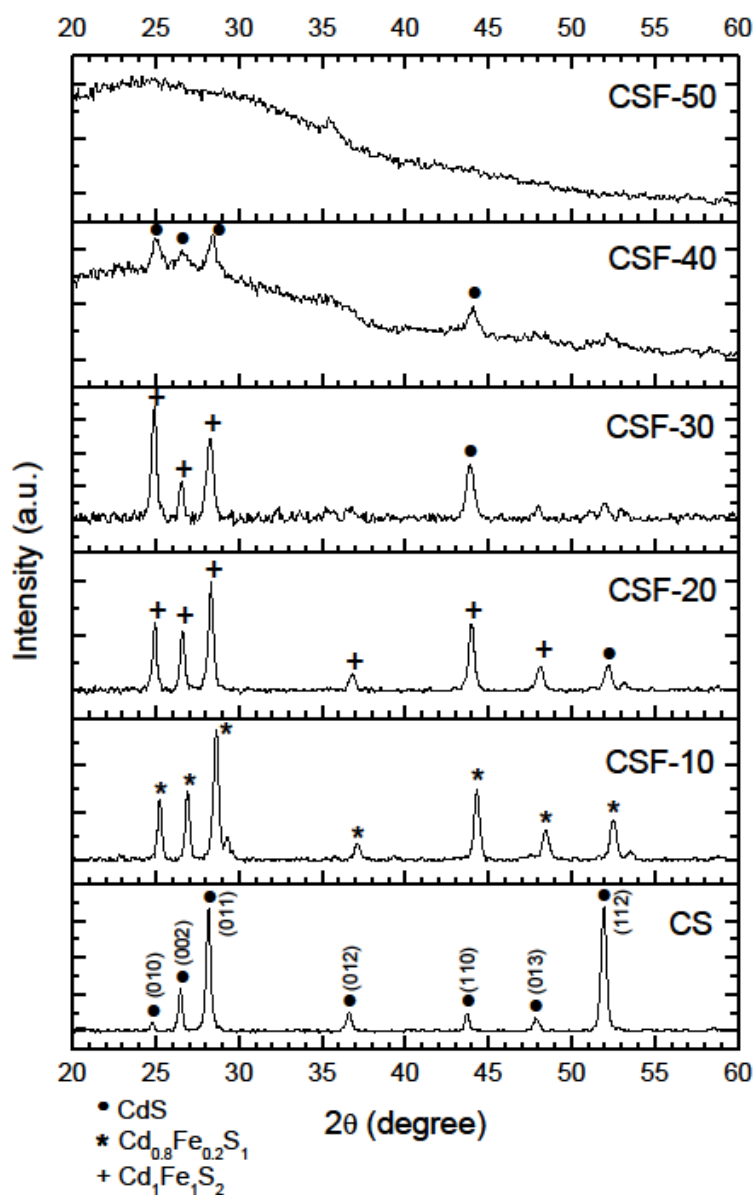 20 25 30 35 40 45 50 55 60
CSF-50
CSF-40
CSF-30
CSF-20
CSF-10
CS
(010)
(002)
(011)
(012)
(110)
(013)
(112)
Intensity (a.u.)
20 25 30 35 40 45 50 55 60
2θ (degree)
• CdS
* Cd₀.₈Fe₀.₂S₁
+ Cd₁Fe₁S₂